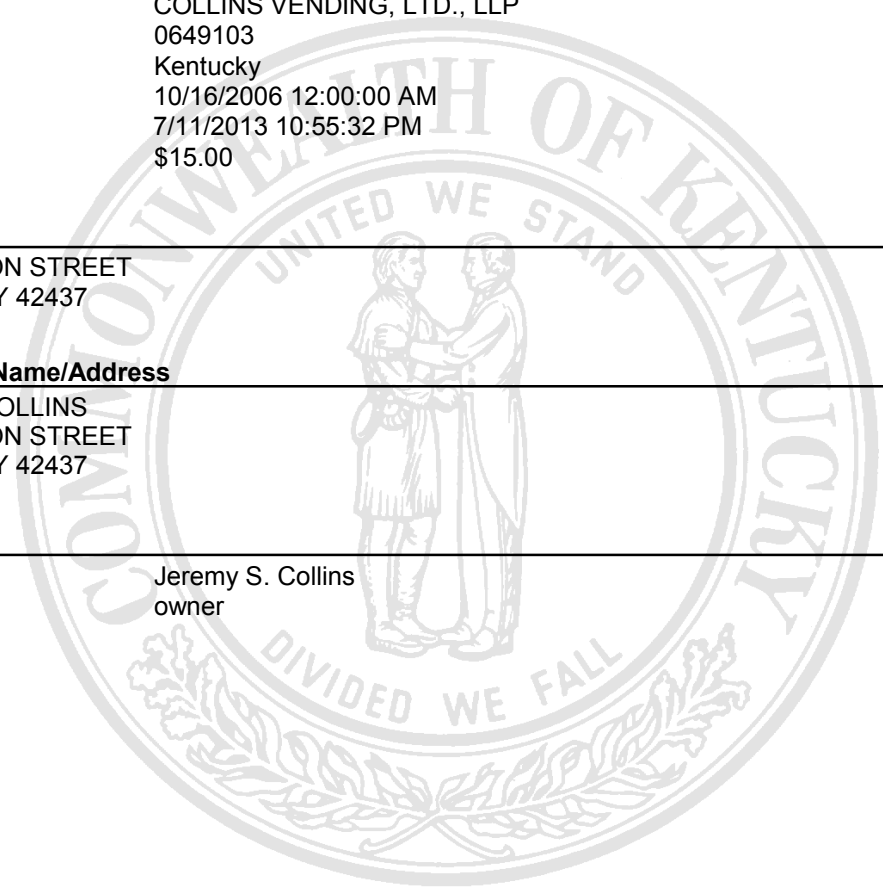 COLLINS VENDING, LTD., LLP
0649103
Kentucky
10/16/2006 12:00:00 AM
7/11/2013 10:55:32 PM
$15.00
ON STREET
Y 42437
Name/Address
OLLINS
ON STREET
Y 42437
Jeremy S. Collins
owner
COMMONWEALTH OF KENTUCKY
UNITED WE STAND
DIVIDED WE FALL